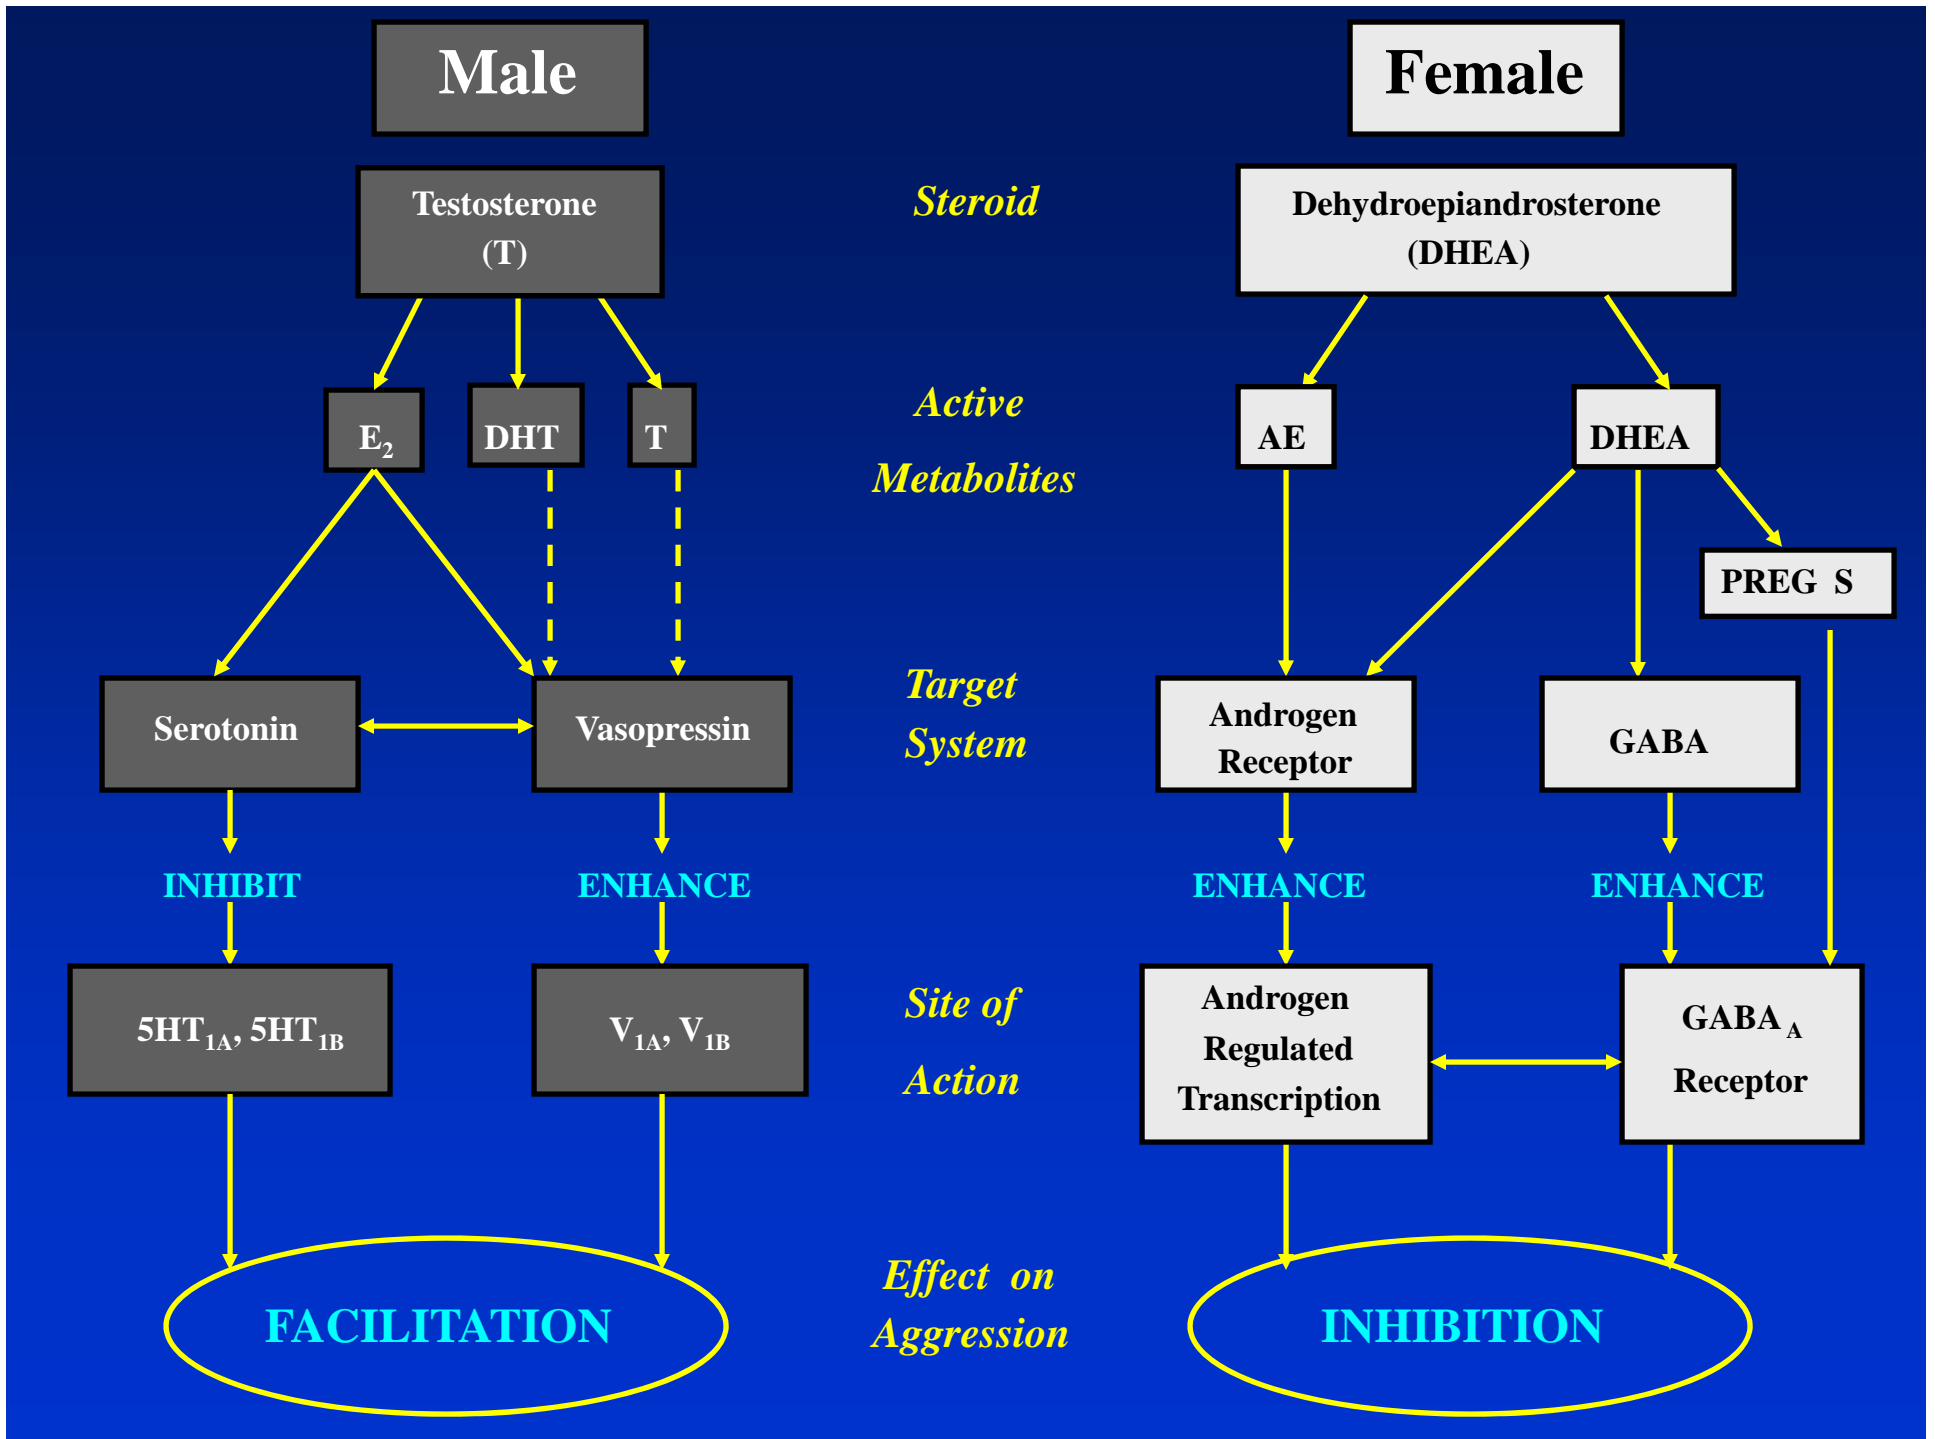 Male
Female
Testosterone
(T)
Steroid
Dehydroepiandrosterone
(DHEA)
E2
DHT
T
Active
Metabolites
AE
DHEA
PREG S
Serotonin
Vasopressin
Target
System
Androgen
Receptor
GABA
INHIBIT
ENHANCE
ENHANCE
ENHANCE
5HT1A, 5HT1B
V1A, V1B
Site of
Action
Androgen
Regulated
Transcription
GABA A
Receptor
FACILITATION
Effect on
Aggression
INHIBITION